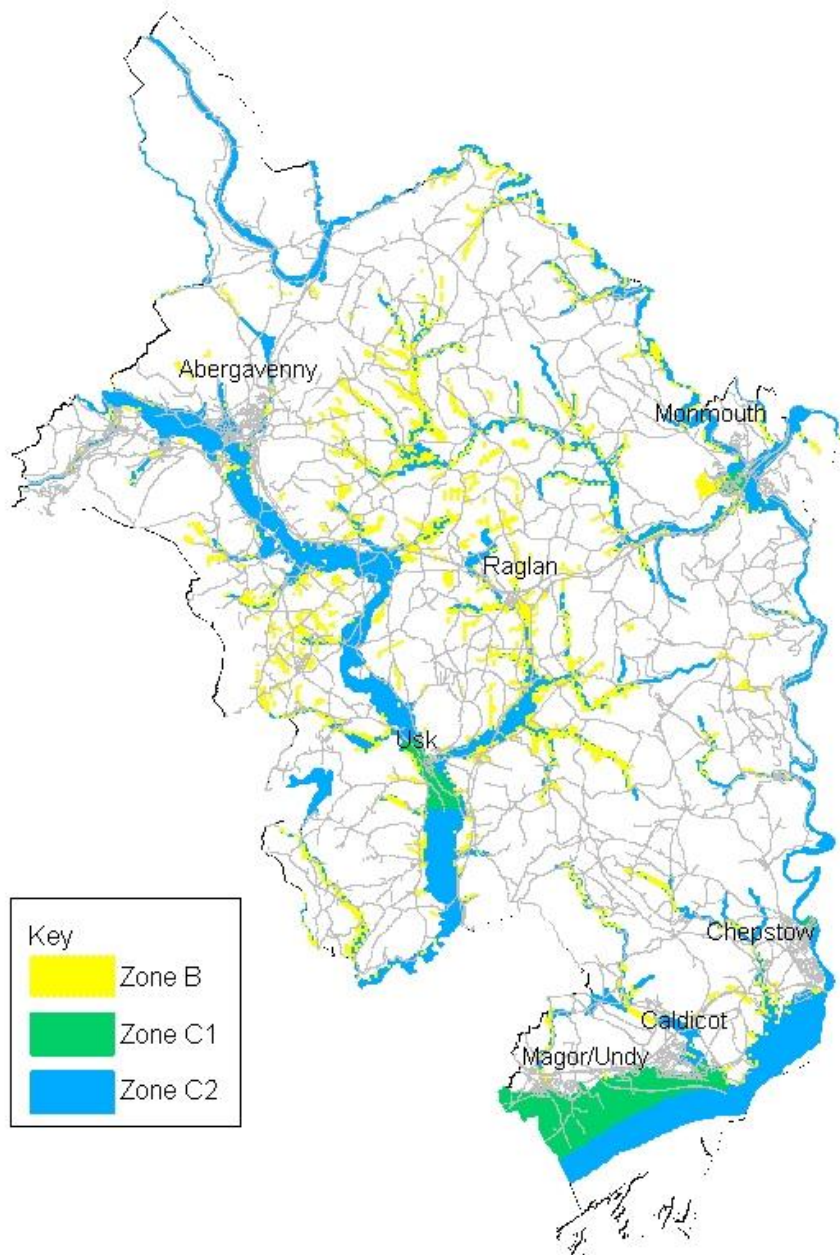 Abergavenny
Monmouth
Raglan
Usk
Chepstow
Caldicot
Magor/Undy
Key
Zone B
Zone C1
Zone C2